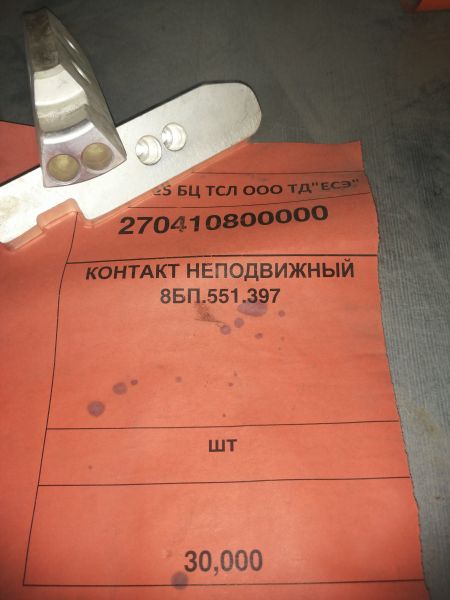 БЦ ТСЛ ООО ТД"ЕСЭ"
270410800000
КОНТАКТ НЕПОДВИЖНЫЙ
8БП.551.397
шт
30,000